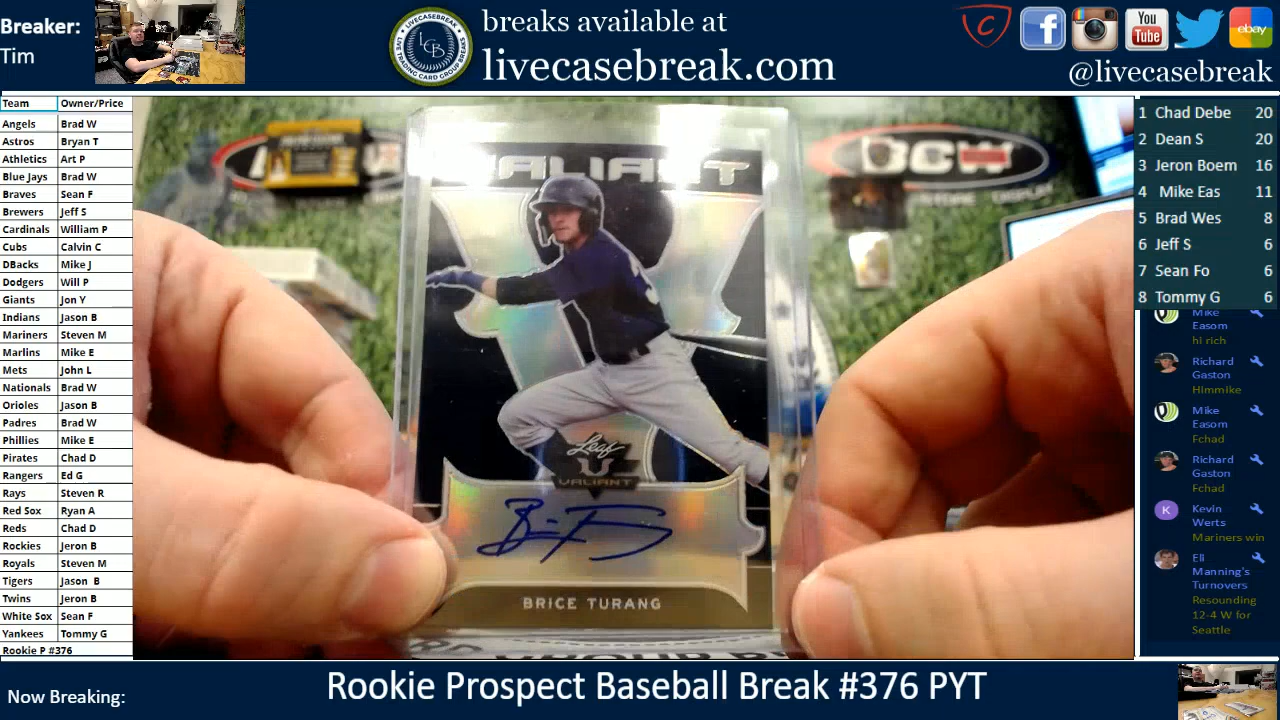 Breaker:
Tim
LCB
breaks available at
livecasebreak.com
You
Tube
ebay
@livecasebreak
Team Owner/Price
Angels Brad W
Astros Bryan T
Athletics Art P
Blue Jays Brad W
Braves Sean F
Brewers Jeff S
Cardinals William P
Cubs Calvin C
DBacks Mike J
Dodgers Will P
Giants Jon Y
Indians Jason B
Mariners Steven M
Marlins Mike E
Mets John L
Nationals Brad W
Orioles Jason B
Padres Brad W
Phillies Mike E
Pirates Chad D
Rangers Ed G
Rays Steven R
Red Sox Ryan A
Reds Chad D
Rockies Jeron B
Royals Steven M
Tigers Jason B
Twins Jeron B
White Sox Sean F
Yankees Tommy G
Rookie P #376
VALIANT
Leaf
VALIANT
BRICE TURANG
1 Chad Debe 20
2 Dean S 20
3 Jeron Boem 16
4 Mike Eas 11
5 Brad Wes 8
6 Jeff S 6
7 Sean Fo 6
8 Tommy G 6
Mike
Easom
hi rich
Richard
Gaston
HImmike
Mike
Easom
Fchad
Richard
Gaston
Fchad
K
Kevin
Werts
Mariners win
Eli
Manning's
Turnovers
Resounding
12-4 W for
Seattle
Now Breaking:
Rookie Prospect Baseball Break #376 PYT